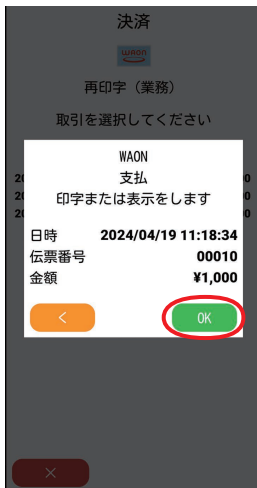 決済
WAON
再印字（業務）
取引を選択してください
WAON
支払
印字または表示をします
日時 2024/04/19 11:18:34
伝票番号 00010
金額 ¥1,000
< OK
×